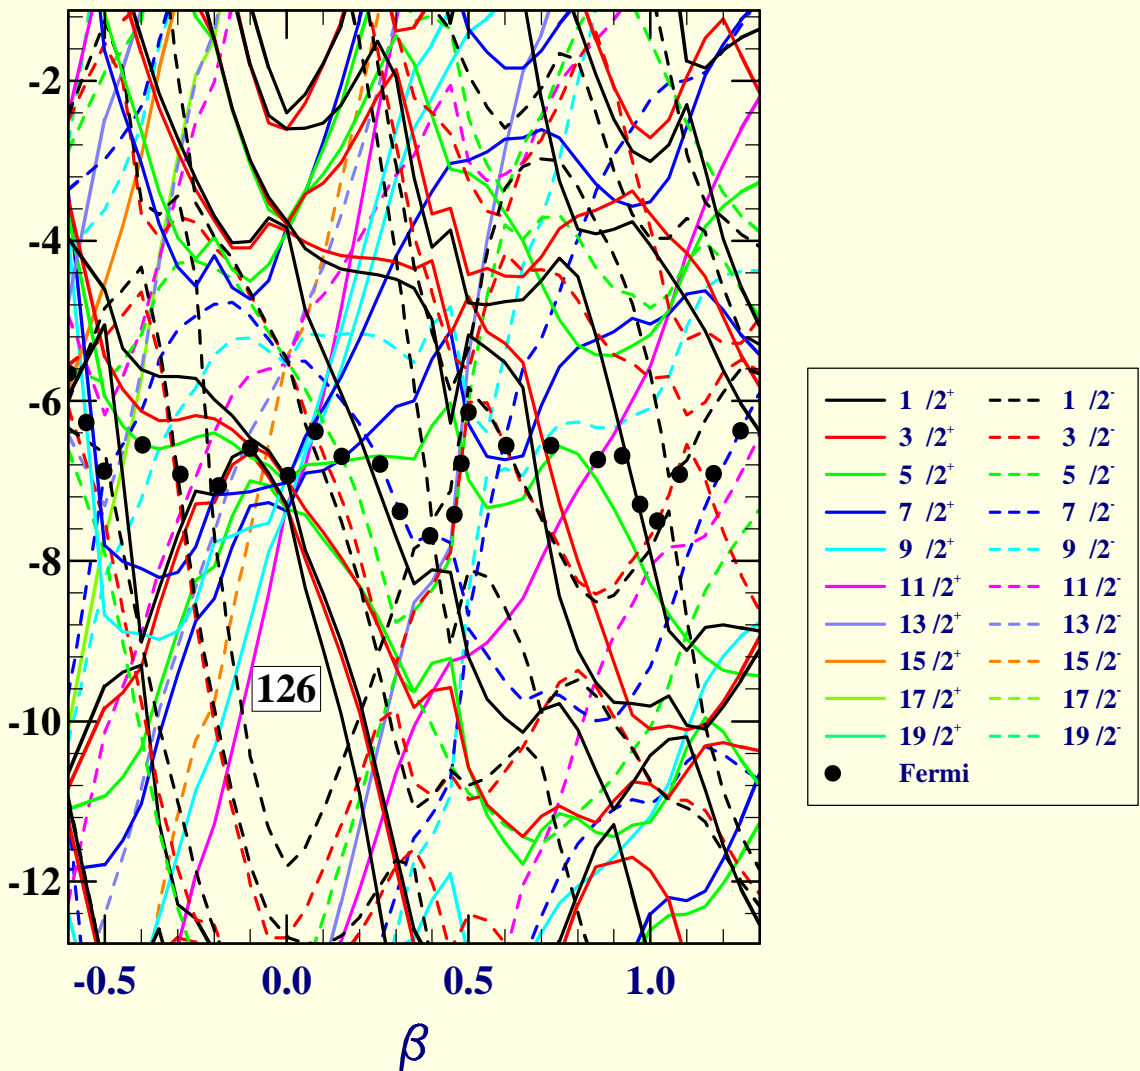 -2
-4
-6
-8
-10
-12
126
-0.5 0.0 0.5 1.0
β
1 /2⁺ 1 /2⁻
3 /2⁺ 3 /2⁻
5 /2⁺ 5 /2⁻
7 /2⁺ 7 /2⁻
9 /2⁺ 9 /2⁻
11 /2⁺ 11 /2⁻
13 /2⁺ 13 /2⁻
15 /2⁺ 15 /2⁻
17 /2⁺ 17 /2⁻
19 /2⁺ 19 /2⁻
Fermi